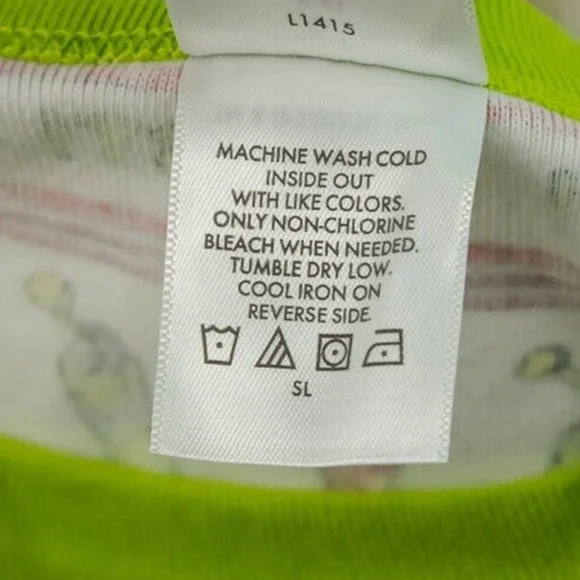 L1415
MACHINE WASH COLD
INSIDE OUT
WITH LIKE COLORS.
ONLY NON-CHLORINE
BLEACH WHEN NEEDED.
TUMBLE DRY LOW.
COOL IRON ON
REVERSE SIDE.
SL